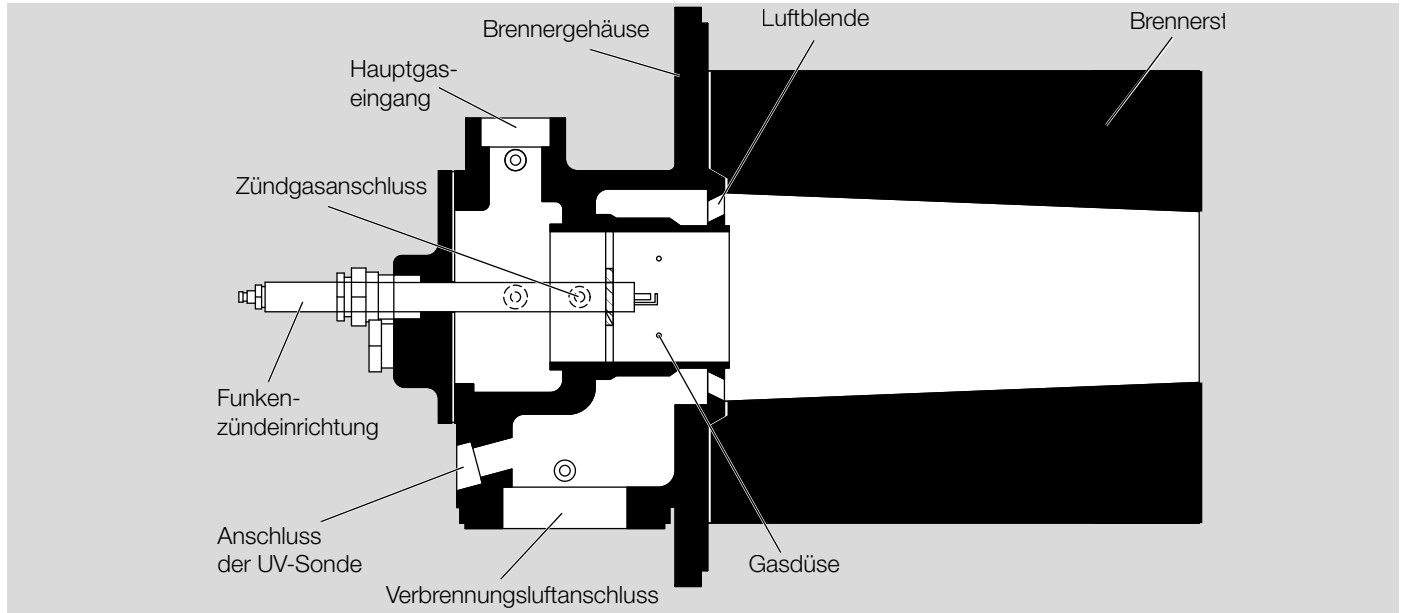 Brennergehäuse
Luftblende
Brennerst
Hauptgas-
eingang
Zündgasanschluss
Funken-
zündeinrichtung
Anschluss
der UV-Sonde
Verbrennungsluftanschluss
Gasdüse